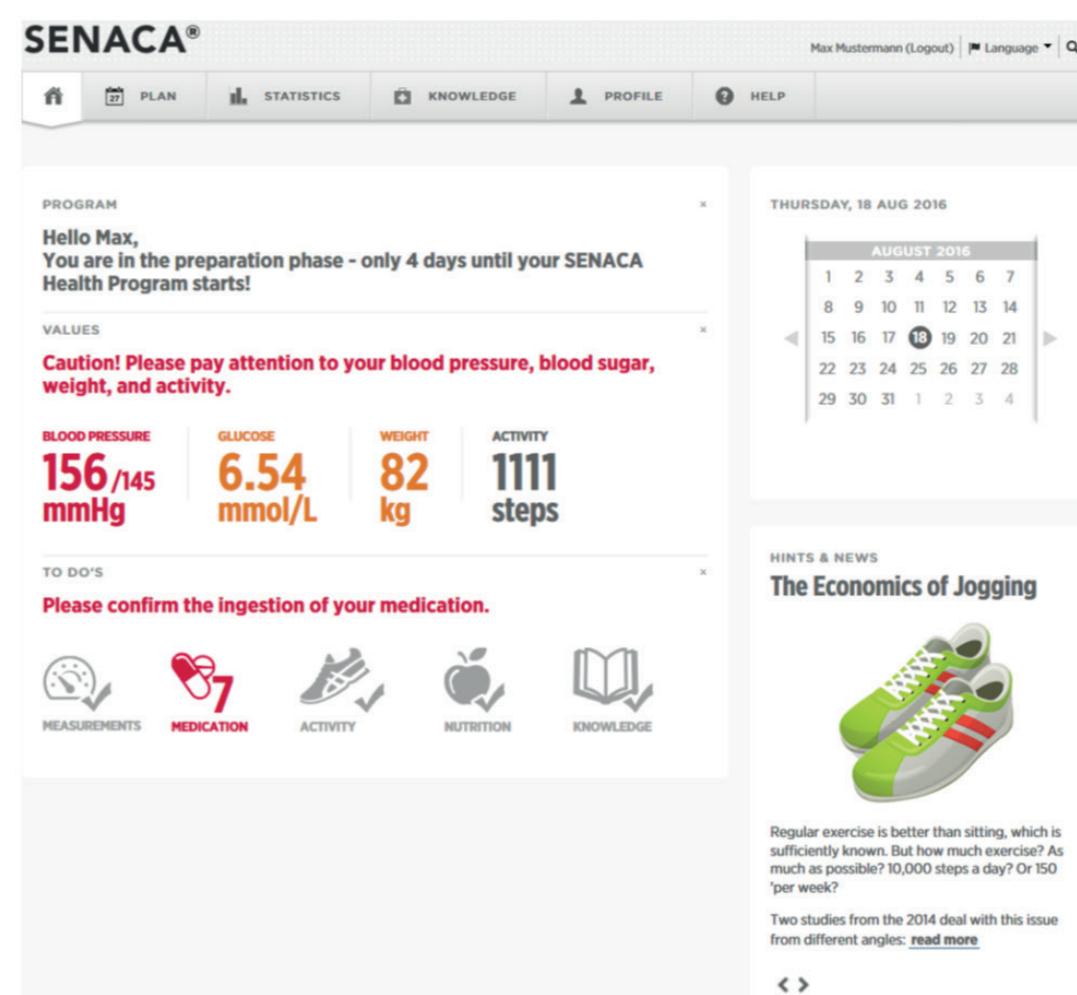 SENACA®
Max Mustermann (Logout) Language
27 PLAN STATISTICS KNOWLEDGE PROFILE HELP
PROGRAM ×
Hello Max,
You are in the preparation phase - only 4 days until your SENACA
Health Program starts!
VALUES ×
Caution! Please pay attention to your blood pressure, blood sugar,
weight, and activity.
BLOOD PRESSURE GLUCOSE WEIGHT ACTIVITY
156 /145 6.54 82 1111
mmHg mmol/L kg steps
TO DO'S ×
Please confirm the ingestion of your medication.
7
MEASUREMENTS MEDICATION ACTIVITY NUTRITION KNOWLEDGE
THURSDAY, 18 AUG 2016
AUGUST 2016
1 2 3 4 5 6 7
8 9 10 11 12 13 14
15 16 17 18 19 20 21
22 23 24 25 26 27 28
29 30 31 1 2 3 4
HINTS & NEWS
The Economics of Jogging
Regular exercise is better than sitting, which is
sufficiently known. But how much exercise? As
much as possible? 10,000 steps a day? Or 150
'per week?
Two studies from the 2014 deal with this issue
from different angles: read more